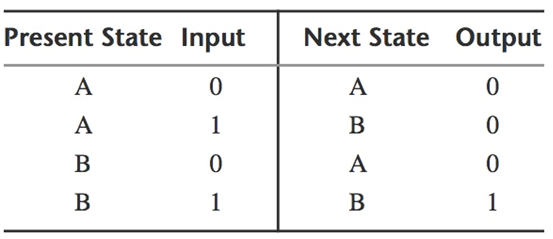 Present State Input Next State Output
A 0 A 0
A 1 B 0
B 0 A 0
B 1 B 1